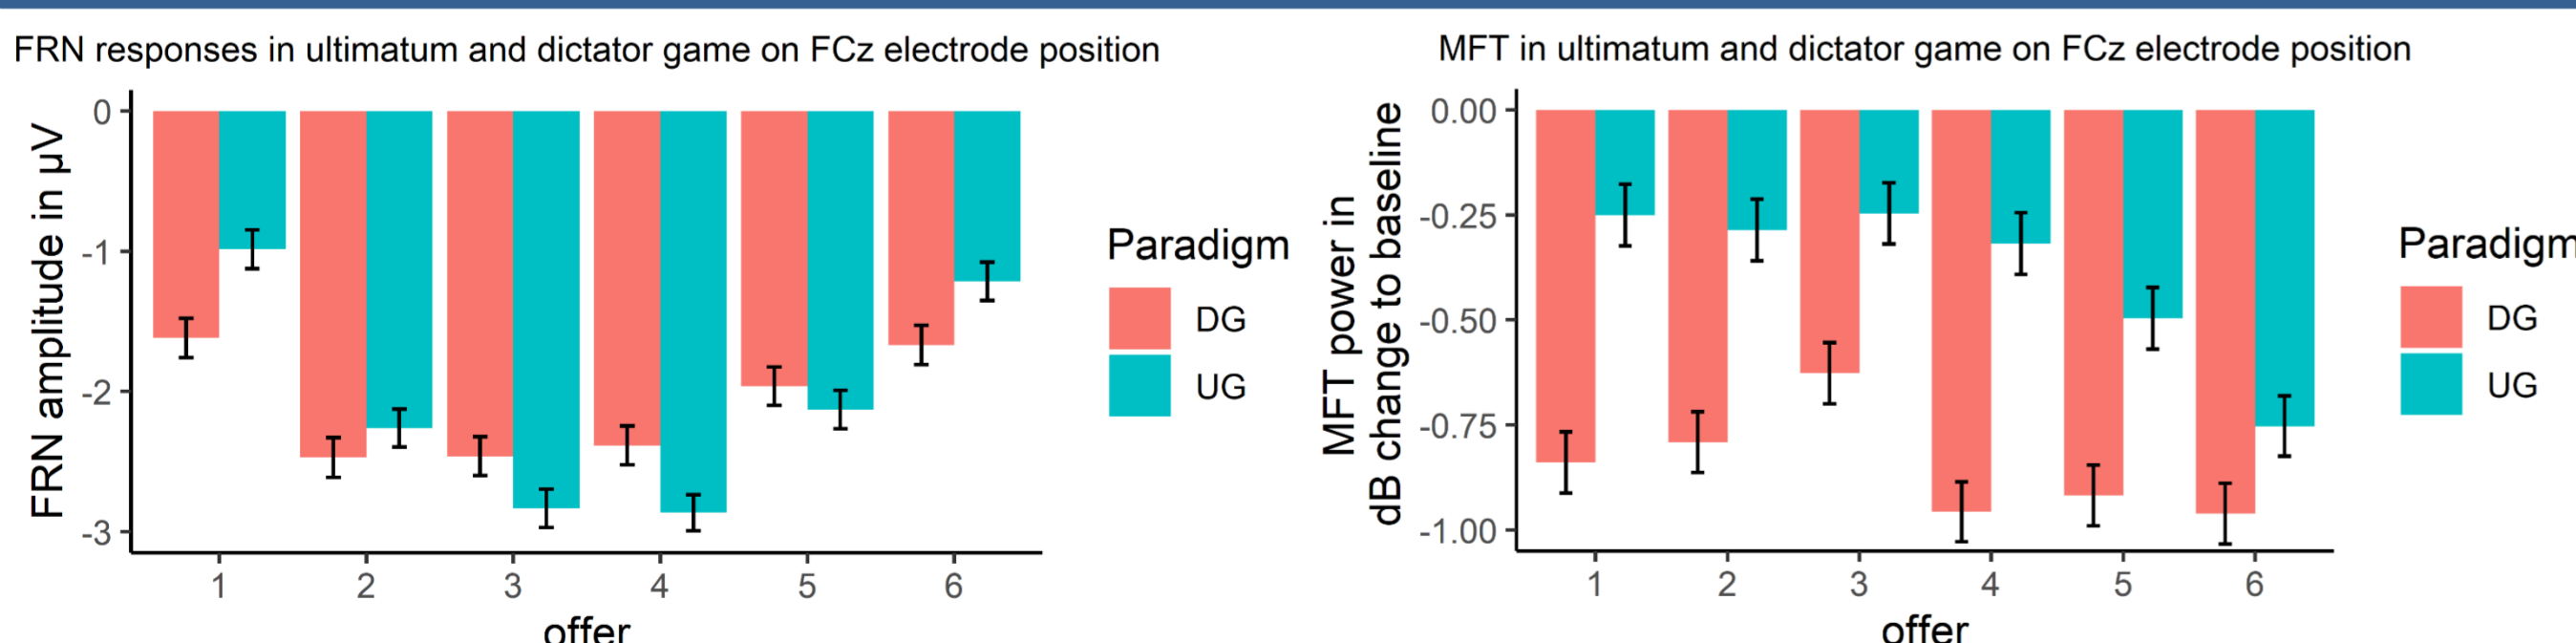 FRN responses in ultimatum and dictator game on FCz electrode position
FRN amplitude in µV
0
-1
-2
-3
1 2 3 4 5 6
offer
Paradigm
DG
UG
MFT in ultimatum and dictator game on FCz electrode position
MFT power in
dB change to baseline
0.00
-0.25
-0.50
-0.75
-1.00
1 2 3 4 5 6
offer
Paradigm
DG
UG